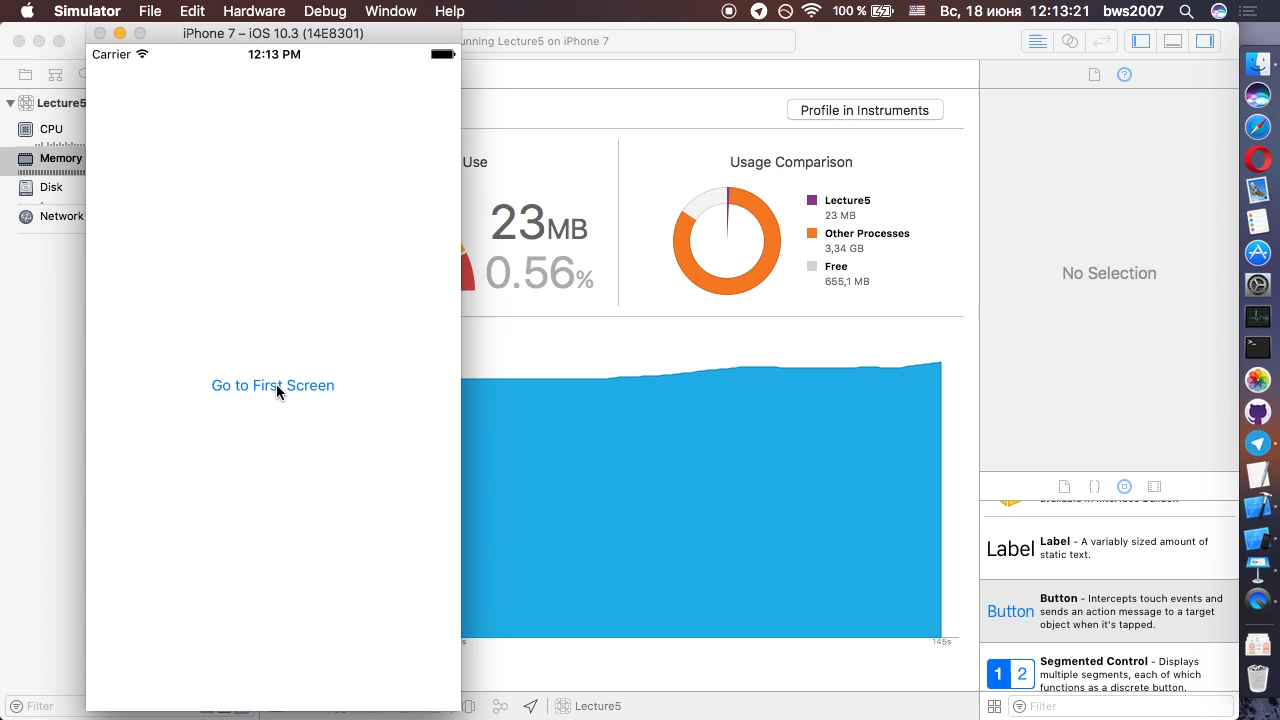 Simulator File Edit Hardware Debug Window Help 100 % Вс, 18 июня 12:13:21 bws2007
iPhone 7 – iOS 10.3 (14E8301)
unning Lecture5 on iPhone 7
Carrier 12:13 PM
Lecture5
CPU
Memory
Disk
Network
Profile in Instruments
Use
Usage Comparison
23MB
0.56%
Lecture5
23 MB
Other Processes
3,34 GB
Free
655,1 MB
No Selection
Go to First Screen
145s
Label
Label - A variably sized amount of
static text.
Button
Button - Intercepts touch events and
sends an action message to a target
object when it's tapped.
1 2
Segmented Control - Displays
multiple segments, each of which
functions as a discrete button.
Filter
Lecture5
Filter